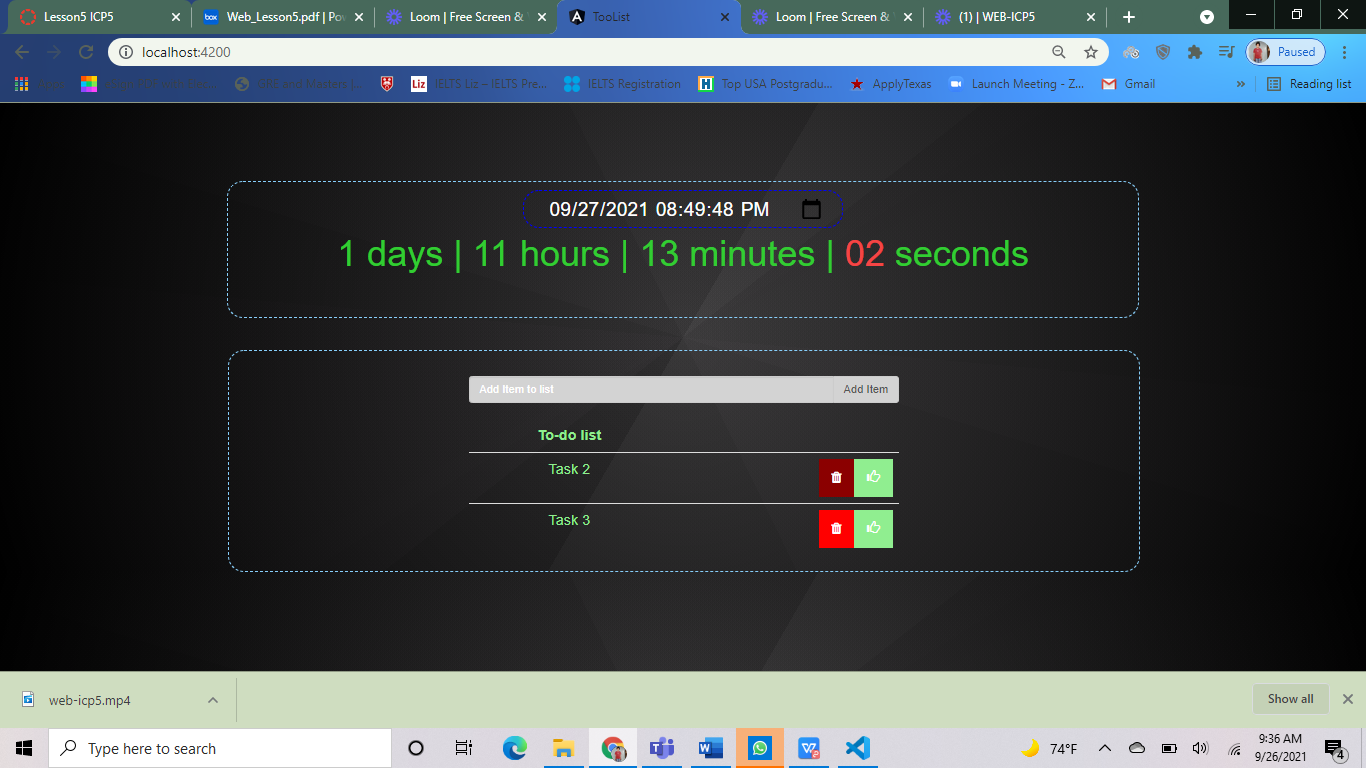 Lesson5 ICP5
Web_Lesson5.pdf | Po
Loom | Free Screen &
TooList
Loom | Free Screen &
(1) | WEB-ICP5
localhost:4200
Paused
Liz
IELTS Liz – IELTS Pre...
IELTS Registration
Top USA Postgradu...
ApplyTexas
Launch Meeting - Z...
Gmail
»
Reading list
09/27/2021 08:49:48 PM
1 days | 11 hours | 13 minutes | 02 seconds
Add Item to list
Add Item
To-do list
Task 2
Task 3
web-icp5.mp4
Show all
Type here to search
74°F
9:36 AM
9/26/2021
4